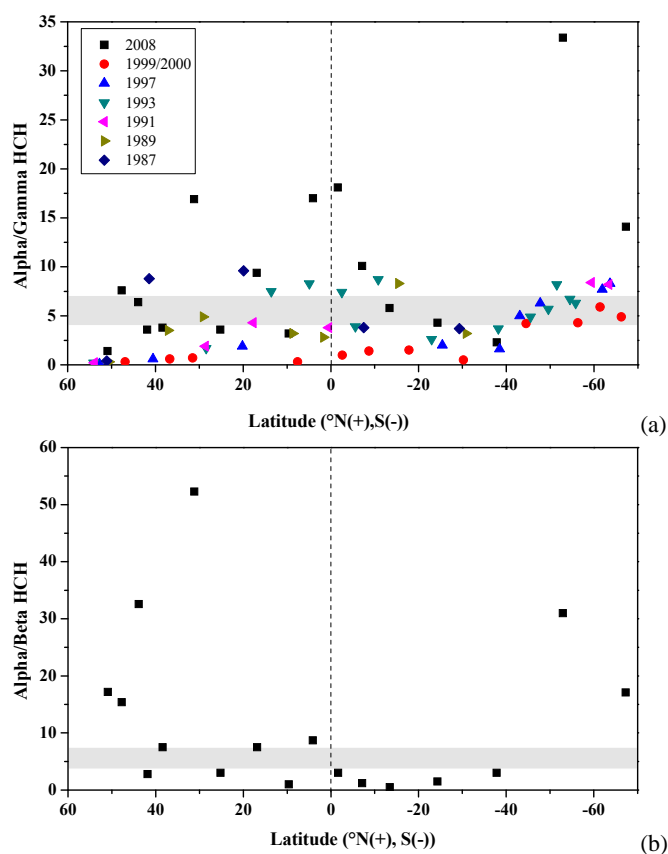 35
30
25
20
15
10
5
0
Alpha/Gamma HCH
2008
1999/2000
1997
1993
1991
1989
1987
60 40 20 0 -20 -40 -60
Latitude (°N(+),S(-))
(a)
60
50
40
30
20
10
0
Alpha/Beta HCH
60 40 20 0 -20 -40 -60
Latitude (°N(+), S(-))
(b)